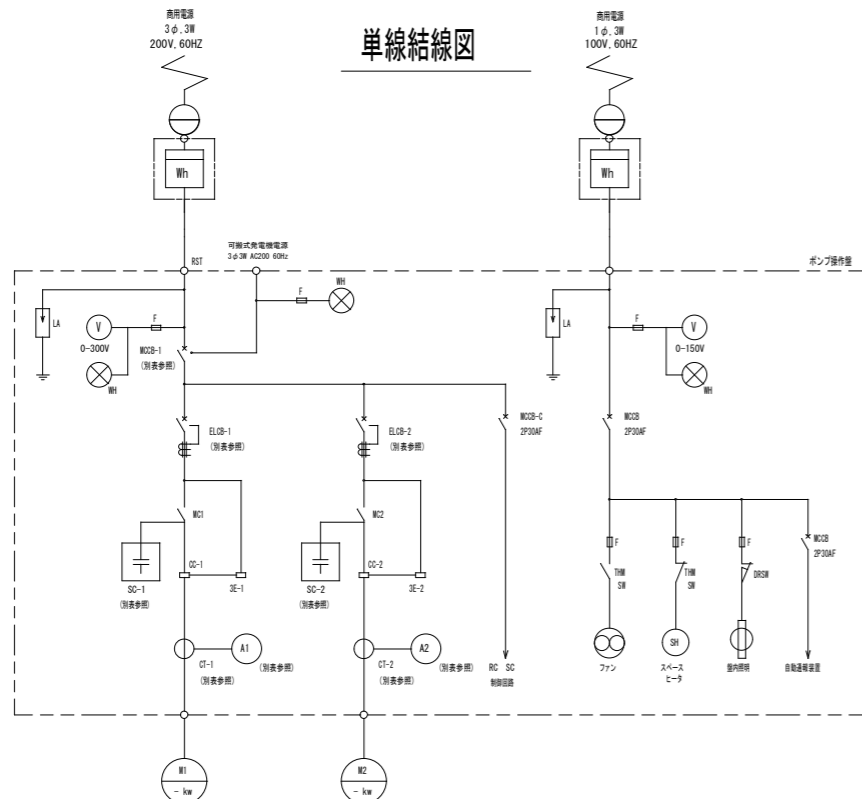 商用電源
3φ.3W
200V.60HZ
単線結線図
商用電源
1φ.3W
100V.60HZ
Wh
Wh
RST
可搬式発電機電源
3φ3W AC200 60Hz
ポンプ操作盤
LA
V
0-300V
F
WH
MCCB-1
(別表参照)
F
WH
LA
F
V
0-150V
WH
ELCB-1
(別表参照)
ELCB-2
(別表参照)
MCCB-C
2P30AF
MCCB
2P30AF
MC1
MC2
SC-1
(別表参照)
CC-1
3E-1
SC-2
(別表参照)
CC-2
3E-2
F
THM
SW
F
THM
SW
F
DRSW
MCCB
2P30AF
CT-1
(別表参照)
A1
(別表参照)
CT-2
(別表参照)
A2
(別表参照)
RC SC
制御回路
ファン
SH
スペース
ヒータ
盤内照明
自動通報装置
M1
- kw
M2
- kw